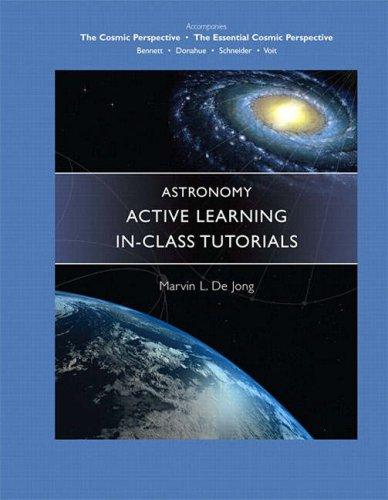 Accompanies
The Cosmic Perspective • The Essential Cosmic Perspective
Bennett • Donahue • Schneider • Voit
ASTRONOMY
ACTIVE LEARNING
IN-CLASS TUTORIALS
Marvin L. De Jong